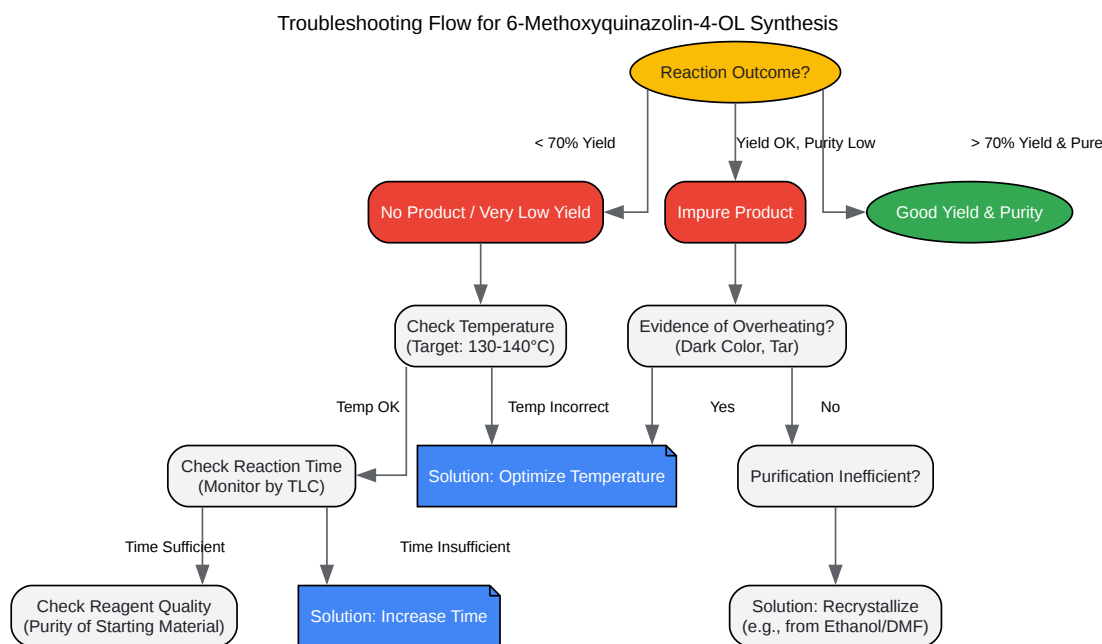 Troubleshooting Flow for 6-Methoxyquinazolin-4-OL Synthesis
Reaction Outcome?
< 70% Yield
Yield OK, Purity Low
> 70% Yield & Pure
No Product / Very Low Yield
Impure Product
Good Yield & Purity
Check Temperature
(Target: 130-140°C)
Evidence of Overheating?
(Dark Color, Tar)
Temp OK
Temp Incorrect
Yes
No
Check Reaction Time
(Monitor by TLC)
Solution: Optimize Temperature
Purification Inefficient?
Time Sufficient
Time Insufficient
Check Reagent Quality
(Purity of Starting Material)
Solution: Increase Time
Solution: Recrystallize
(e.g., from Ethanol/DMF)